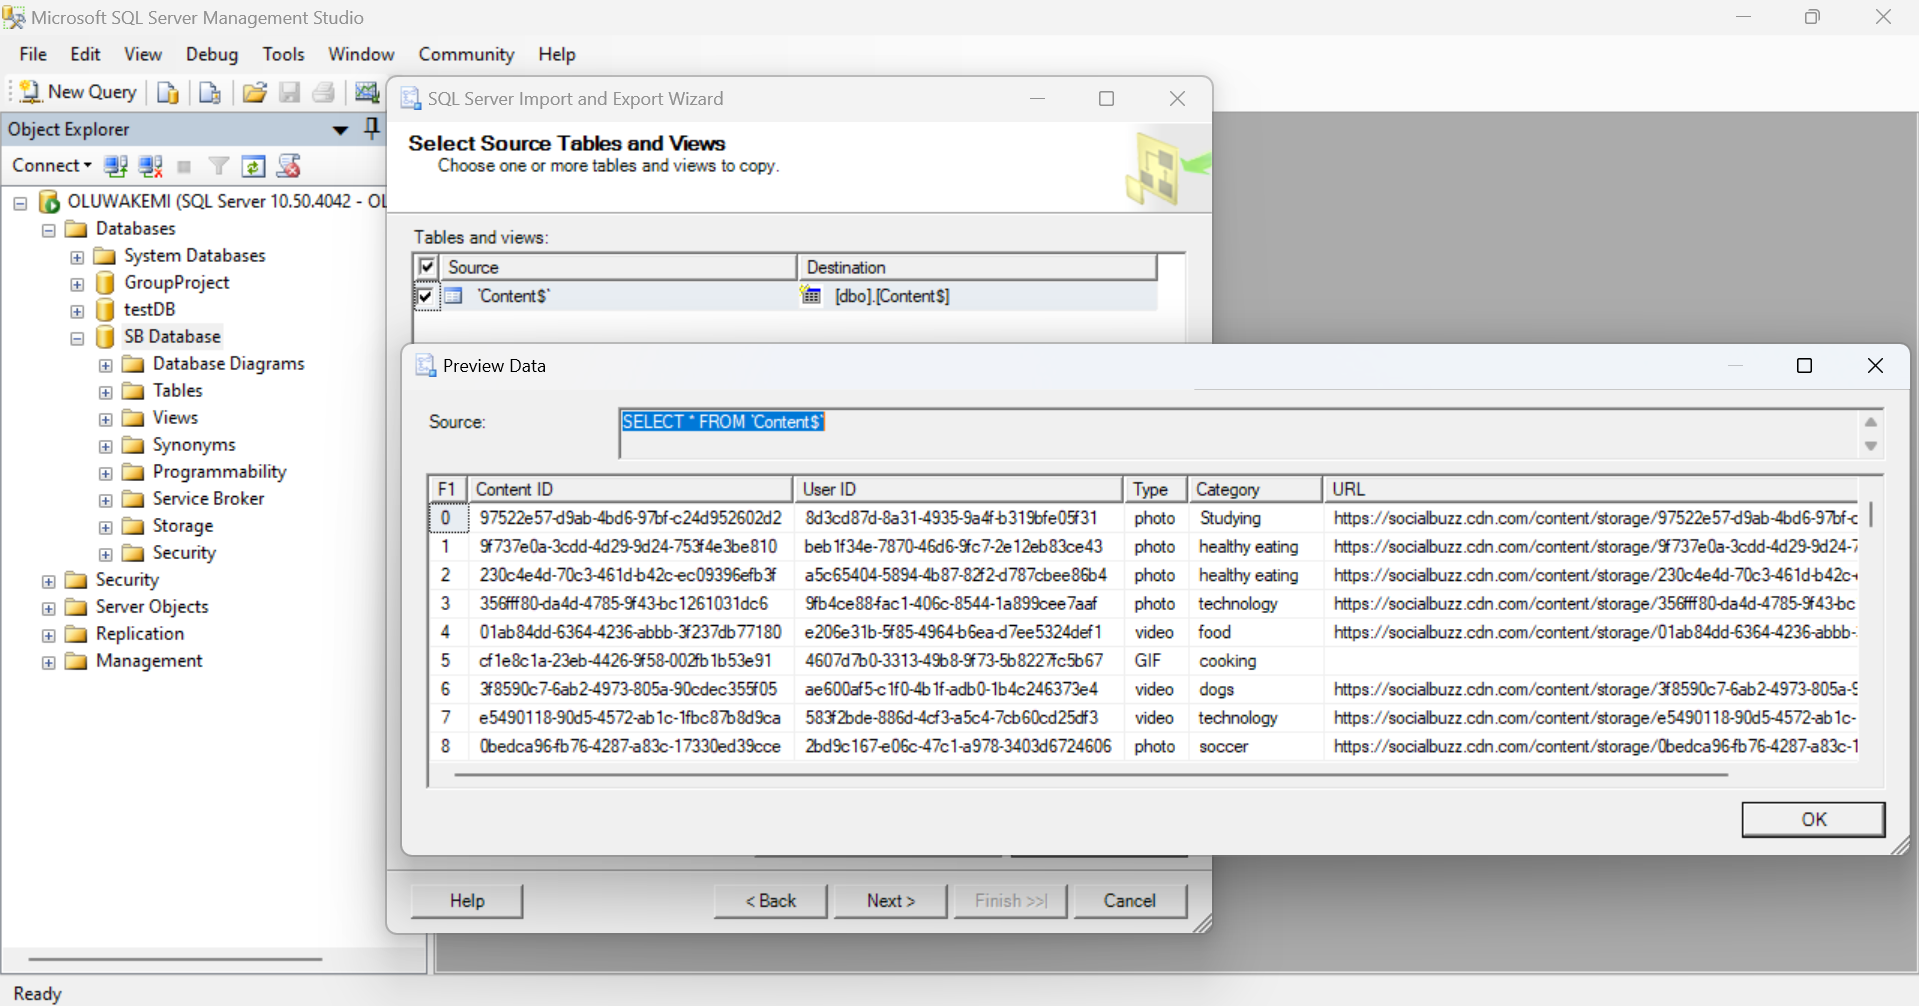 Microsoft SQL Server Management Studio
File Edit View Debug Tools Window Community Help
New Query
Object Explorer
Connect
OLUWAKEMI (SQL Server 10.50.4042 - OL
Databases
System Databases
GroupProject
testDB
SB Database
Database Diagrams
Tables
Views
Synonyms
Programmability
Service Broker
Storage
Security
Security
Server Objects
Replication
Management
SQL Server Import and Export Wizard
Select Source Tables and Views
Choose one or more tables and views to copy.
Tables and views:
Source Destination
`Content$` [dbo].[Content$]
Preview Data
Source: SELECT * FROM `Content$`
F1 Content ID User ID Type Category URL
0 97522e57-d9ab-4bd6-97bf-c24d952602d2 8d3cd87d-8a31-4935-9a4f-b319bfe05f31 photo Studying https://socialbuzz.cdn.com/content/storage/97522e57-d9ab-4bd6-97bf-c
1 9f737e0a-3cdd-4d29-9d24-753f4e3be810 beb1f34e-7870-46d6-9fc7-2e12eb83ce43 photo healthy eating https://socialbuzz.cdn.com/content/storage/9f737e0a-3cdd-4d29-9d24-7
2 230c4e4d-70c3-461d-b42c-ec09396efb3f a5c65404-5894-4b87-82f2-d787cbee86b4 photo healthy eating https://socialbuzz.cdn.com/content/storage/230c4e4d-70c3-461d-b42c-
3 356fff80-da4d-4785-9f43-bc1261031dc6 9fb4ce88-fac1-406c-8544-1a899cee7aaf photo technology https://socialbuzz.cdn.com/content/storage/356fff80-da4d-4785-9f43-bc
4 01ab84dd-6364-4236-abbb-3f237db77180 e206e31b-5f85-4964-b6ea-d7ee5324def1 video food https://socialbuzz.cdn.com/content/storage/01ab84dd-6364-4236-abbb-
5 cf1e8c1a-23eb-4426-9f58-002fb1b53e91 4607d7b0-3313-49b8-9f73-5b8227fc5b67 GIF cooking
6 3f8590c7-6ab2-4973-805a-90cdec355f05 ae600af5-c1f0-4b1f-adb0-1b4c246373e4 video dogs https://socialbuzz.cdn.com/content/storage/3f8590c7-6ab2-4973-805a-9
7 e5490118-90d5-4572-ab1c-1fbc87b8d9ca 583f2bde-886d-4cf3-a5c4-7cb60cd25df3 video technology https://socialbuzz.cdn.com/content/storage/e5490118-90d5-4572-ab1c-
8 0bedca96-fb76-4287-a83c-17330ed39cce 2bd9c167-e06c-47c1-a978-3403d6724606 photo soccer https://socialbuzz.cdn.com/content/storage/0bedca96-fb76-4287-a83c-1
OK
Help < Back Next > Finish >>| Cancel
Ready